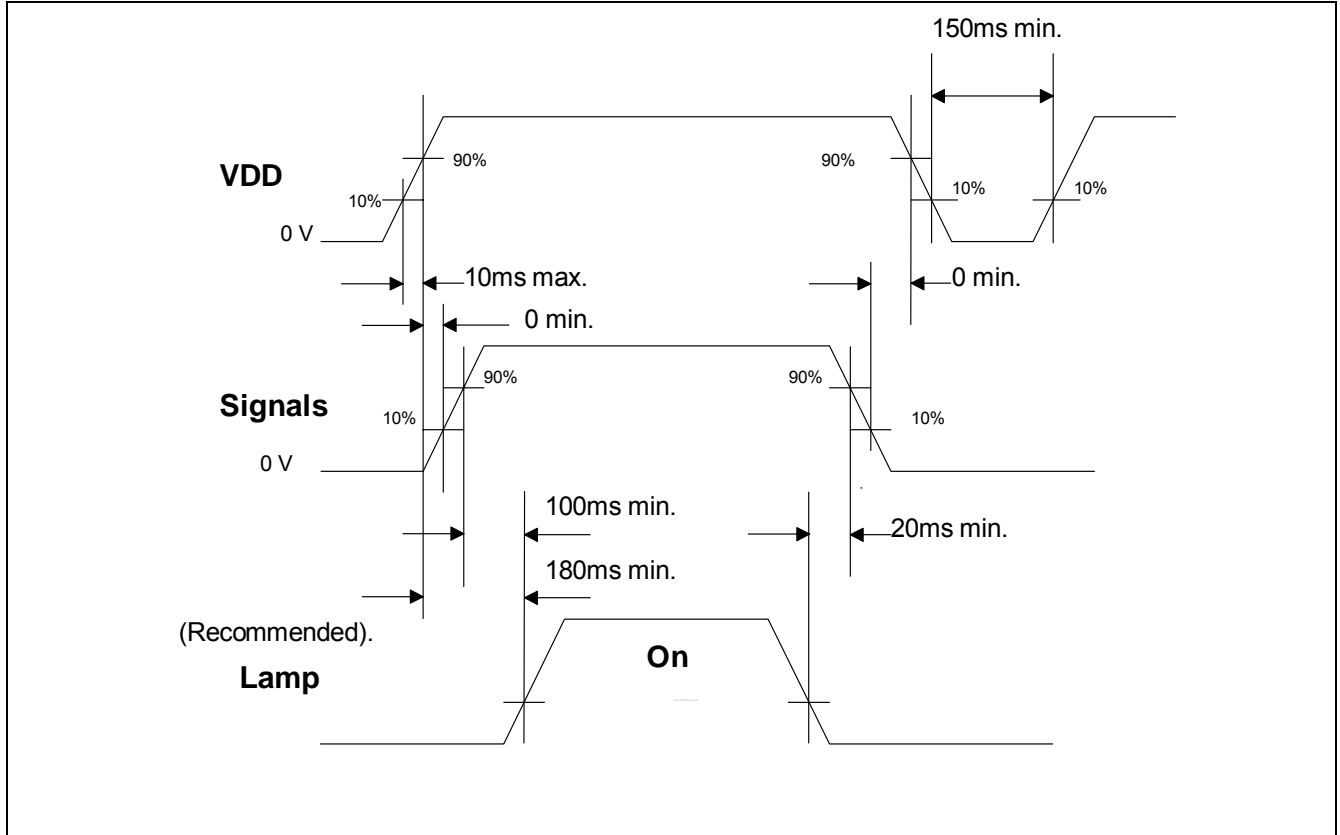 150ms min.
VDD
90%
90%
10%
10%
10%
0 V
10ms max.
0 min.
0 min.
Signals
90%
90%
10%
10%
0 V
100ms min.
20ms min.
180ms min.
(Recommended).
Lamp
On